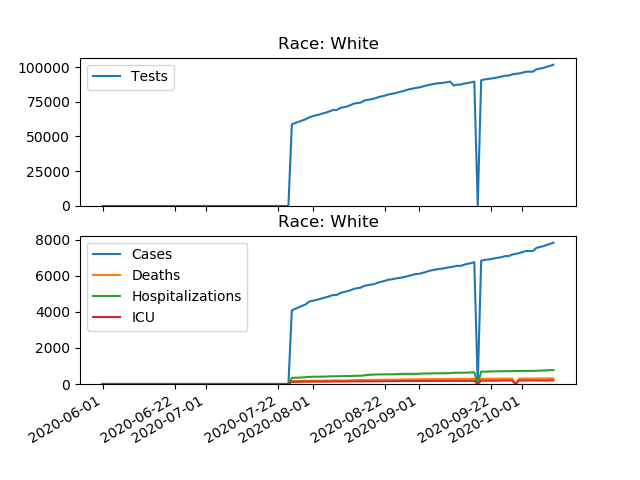 Race: White
100000
75000
50000
25000
0
Tests
Race: White
8000
6000
4000
2000
0
Cases
Deaths
Hospitalizations
ICU
2020-06-01
2020-06-22
2020-07-01
2020-07-22
2020-08-01
2020-08-22
2020-09-01
2020-09-22
2020-10-01